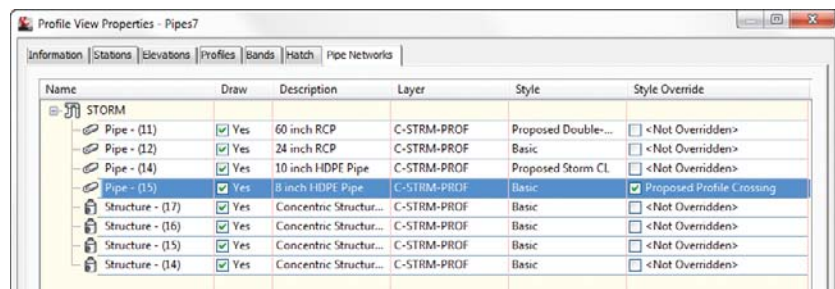 Profile View Properties - Pipes7
Information Stations Elevations Profiles Bands Hatch Pipe Networks
Name Draw Description Layer Style Style Override
STORM
Pipe - (11) Yes 60 inch RCP C-STRM-PROF Proposed Double-... <Not Overridden>
Pipe - (12) Yes 24 inch RCP C-STRM-PROF Basic <Not Overridden>
Pipe - (14) Yes 10 inch HDPE Pipe C-STRM-PROF Proposed Storm CL <Not Overridden>
Pipe - (15) Yes 8 inch HDPE Pipe C-STRM-PROF Basic Proposed Profile Crossing
Structure - (17) Yes Concentric Structur... C-STRM-PROF Basic <Not Overridden>
Structure - (16) Yes Concentric Structur... C-STRM-PROF Basic <Not Overridden>
Structure - (15) Yes Concentric Structur... C-STRM-PROF Basic <Not Overridden>
Structure - (14) Yes Concentric Structur... C-STRM-PROF Basic <Not Overridden>